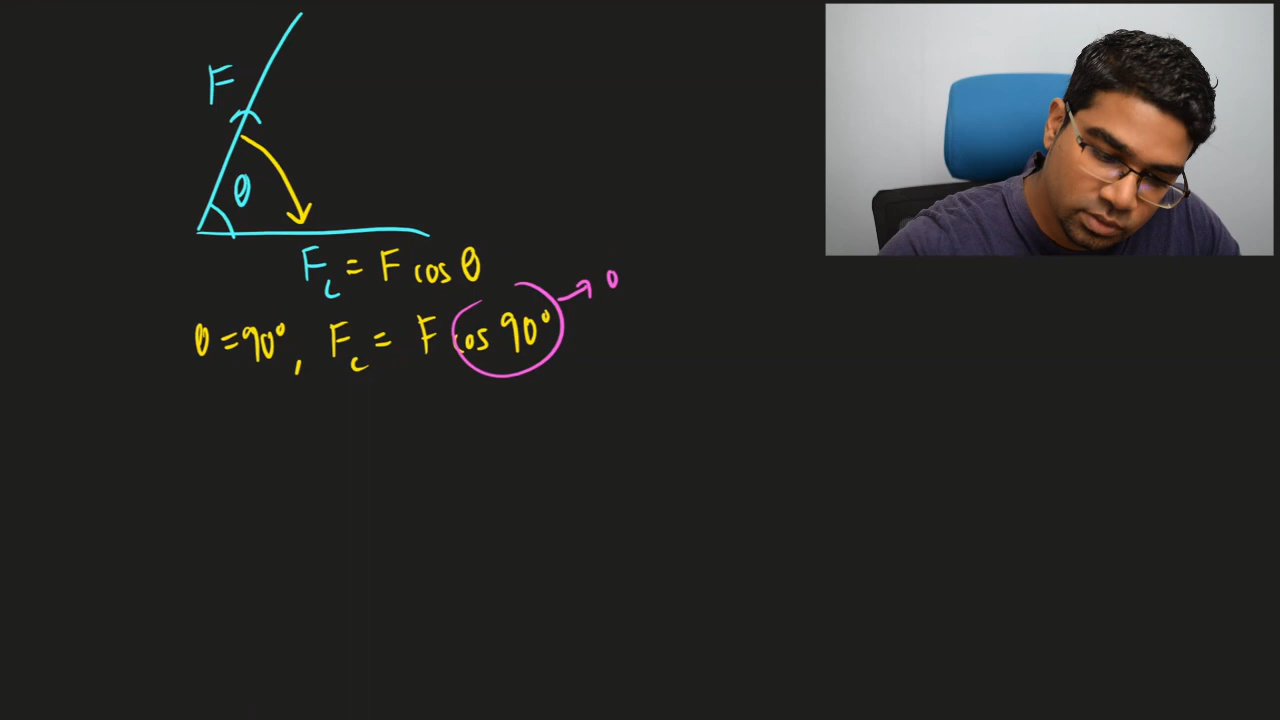 F
θ
F_c = F cos θ
θ = 90°, F_c = F cos 90° → 0